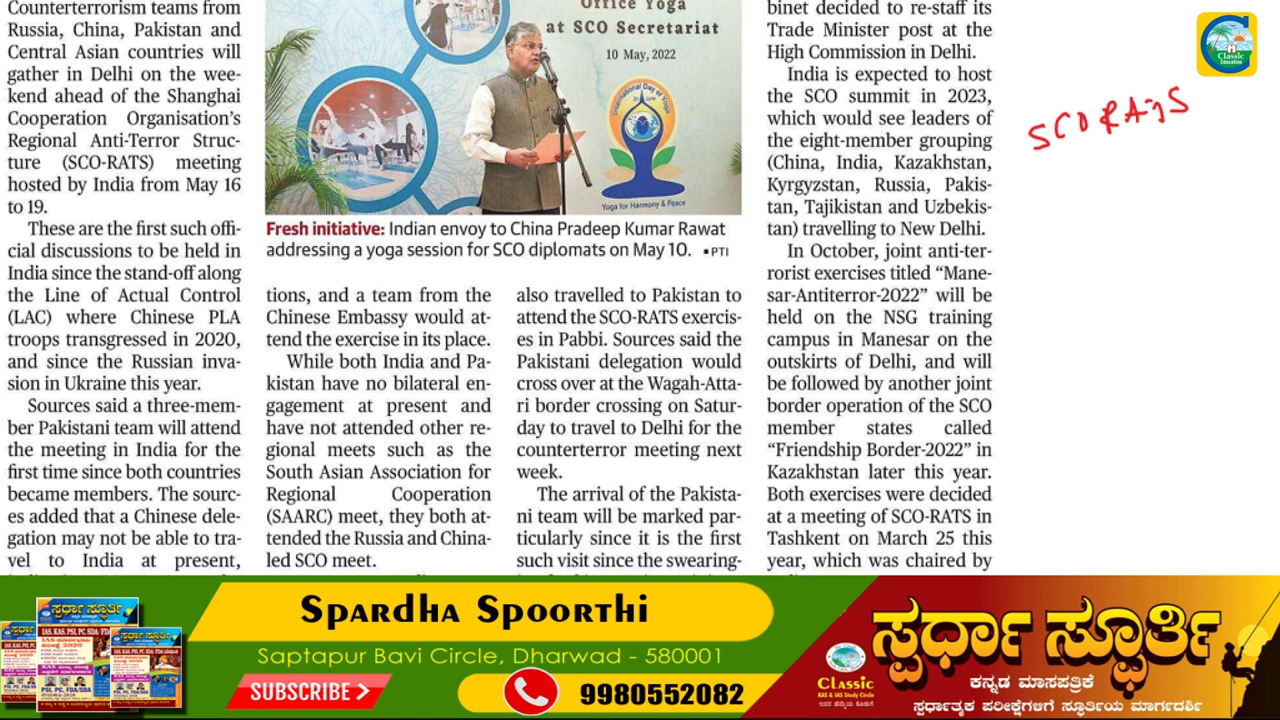 Counterterrorism teams from
Russia, China, Pakistan and
Central Asian countries will
gather in Delhi on the wee-
kend ahead of the Shanghai
Cooperation Organisation's
Regional Anti-Terror Struc-
ture (SCO-RATS) meeting
hosted by India from May 16
to 19.
These are the first such offi-
cial discussions to be held in
India since the stand-off along
the Line of Actual Control
(LAC) where Chinese PLA
troops transgressed in 2020,
and since the Russian inva-
sion in Ukraine this year.
Sources said a three-mem-
ber Pakistani team will attend
the meeting in India for the
first time since both countries
became members. The sourc-
es added that a Chinese dele-
gation may not be able to tra-
vel to India at present,
Office Yoga
at SCO Secretariat
10 May, 2022
International Day of Yoga
Yoga for Harmony & Peace
Fresh initiative: Indian envoy to China Pradeep Kumar Rawat
addressing a yoga session for SCO diplomats on May 10. ▪PTI
tions, and a team from the
Chinese Embassy would at-
tend the exercise in its place.
While both India and Pa-
kistan have no bilateral en-
gagement at present and
have not attended other re-
gional meets such as the
South Asian Association for
Regional Cooperation
(SAARC) meet, they both at-
tended the Russia and China-
led SCO meet.
also travelled to Pakistan to
attend the SCO-RATS exercis-
es in Pabbi. Sources said the
Pakistani delegation would
cross over at the Wagah-Atta-
ri border crossing on Satur-
day to travel to Delhi for the
counterterror meeting next
week.
The arrival of the Pakista-
ni team will be marked par-
ticularly since it is the first
such visit since the swearing-
binet decided to re-staff its
Trade Minister post at the
High Commission in Delhi.
India is expected to host
the SCO summit in 2023,
which would see leaders of
the eight-member grouping
(China, India, Kazakhstan,
Kyrgyzstan, Russia, Pakis-
tan, Tajikistan and Uzbekis-
tan) travelling to New Delhi.
In October, joint anti-ter-
rorist exercises titled “Mane-
sar-Antiterror-2022” will be
held on the NSG training
campus in Manesar on the
outskirts of Delhi, and will
be followed by another joint
border operation of the SCO
member states called
“Friendship Border-2022” in
Kazakhstan later this year.
Both exercises were decided
at a meeting of SCO-RATS in
Tashkent on March 25 this
year, which was chaired by
Classic
Education
SCO RATS
Spardha Spoorthi
Saptapur Bavi Circle, Dharwad - 580001
SUBSCRIBE
9980552082
ಸ್ಪರ್ಧಾ ಸ್ಫೂರ್ತಿ
IAS, KAS, PSI, PC, SDA/FDA
PSI, PC, FDA/SDA
Classic
KAS & IAS Study Circle
ಸ್ಪರ್ಧಾ ಸ್ಫೂರ್ತಿ
ಕನ್ನಡ ಮಾಸಪತ್ರಿಕೆ
ಸ್ಪರ್ಧಾತ್ಮಕ ಪರೀಕ್ಷೆಗಳಿಗೆ ಸ್ಫೂರ್ತಿಯ ಮಾರ್ಗದರ್ಶಿ